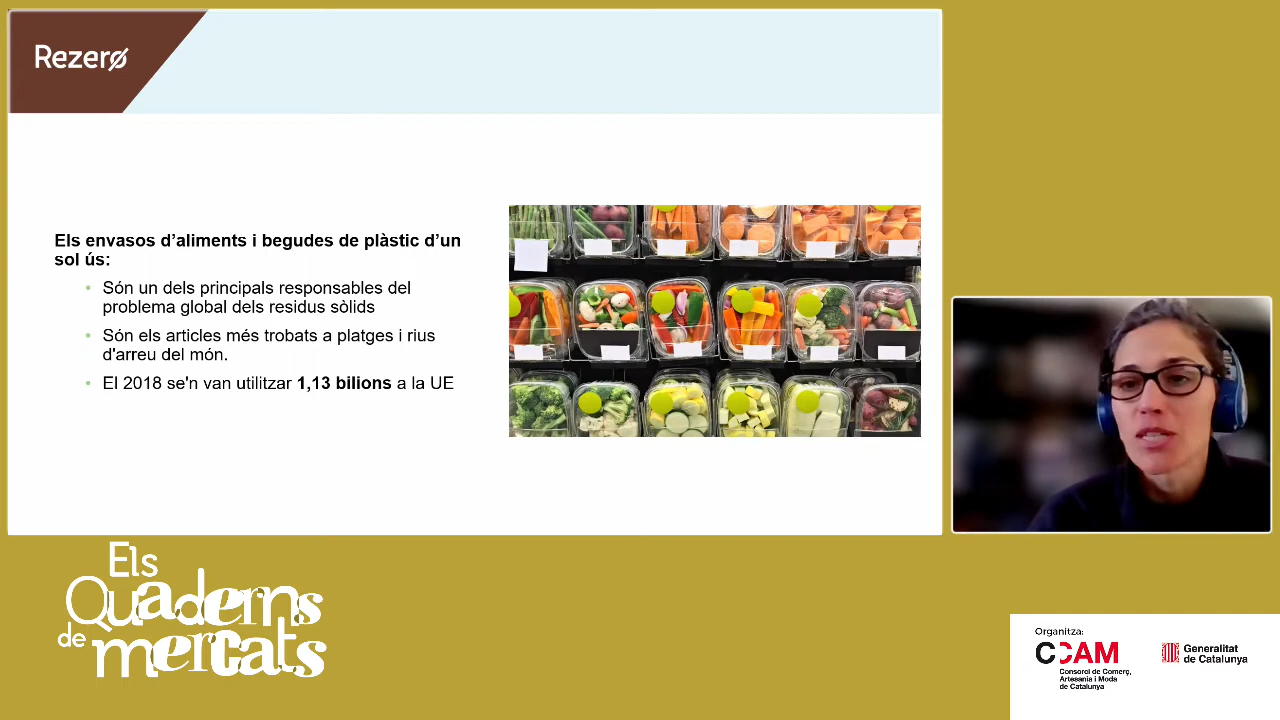 Rezero
Els envasos d’aliments i begudes de plàstic d’un
sol ús:
Són un dels principals responsables del
problema global dels residus sòlids
Són els articles més trobats a platges i rius
d'arreu del món.
El 2018 se'n van utilitzar 1,13 bilions a la UE
Els
Quaderns
de mercats
Organitza:
CCAM
Consorci de Comerç,
Artesania i Moda
de Catalunya
Generalitat
de Catalunya